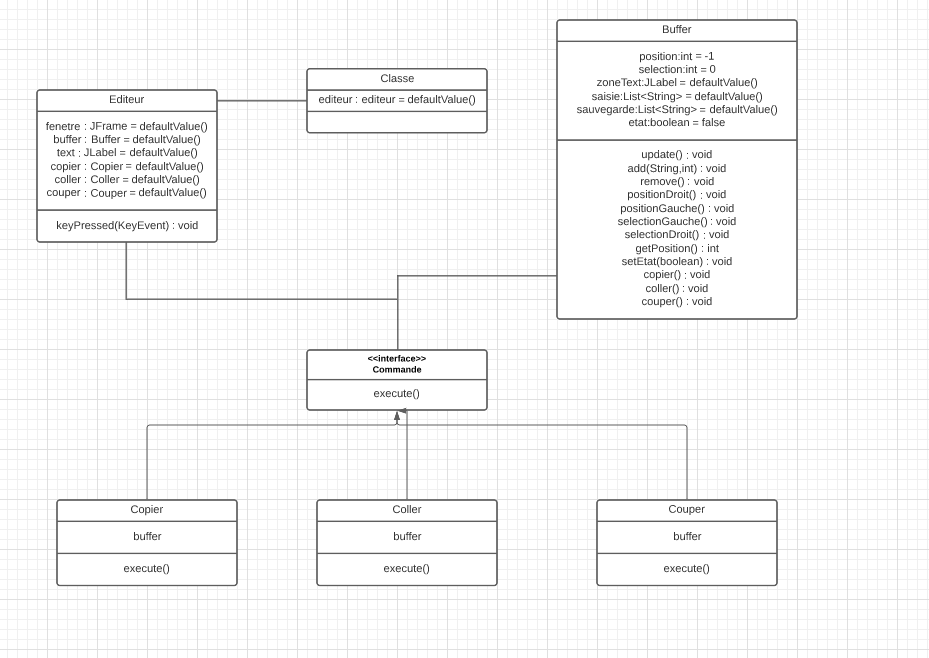 Editeur
fenetre : JFrame = defaultValue()
buffer : Buffer = defaultValue()
text : JLabel = defaultValue()
copier : Copier = defaultValue()
coller : Coller = defaultValue()
couper : Couper = defaultValue()
keyPressed(KeyEvent) : void
Classe
editeur : editeur = defaultValue()
Buffer
position:int = -1
selection:int = 0
zoneText:JLabel = defaultValue()
saisie:List<String> = defaultValue()
sauvegarde:List<String> = defaultValue()
etat:boolean = false
update() : void
add(String,int) : void
remove() : void
positionDroit() : void
positionGauche() : void
selectionGauche() : void
selectionDroit() : void
getPosition() : int
setEtat(boolean) : void
copier() : void
coller() : void
couper() : void
<<interface>>
Commande
execute()
Copier
buffer
execute()
Coller
buffer
execute()
Couper
buffer
execute()